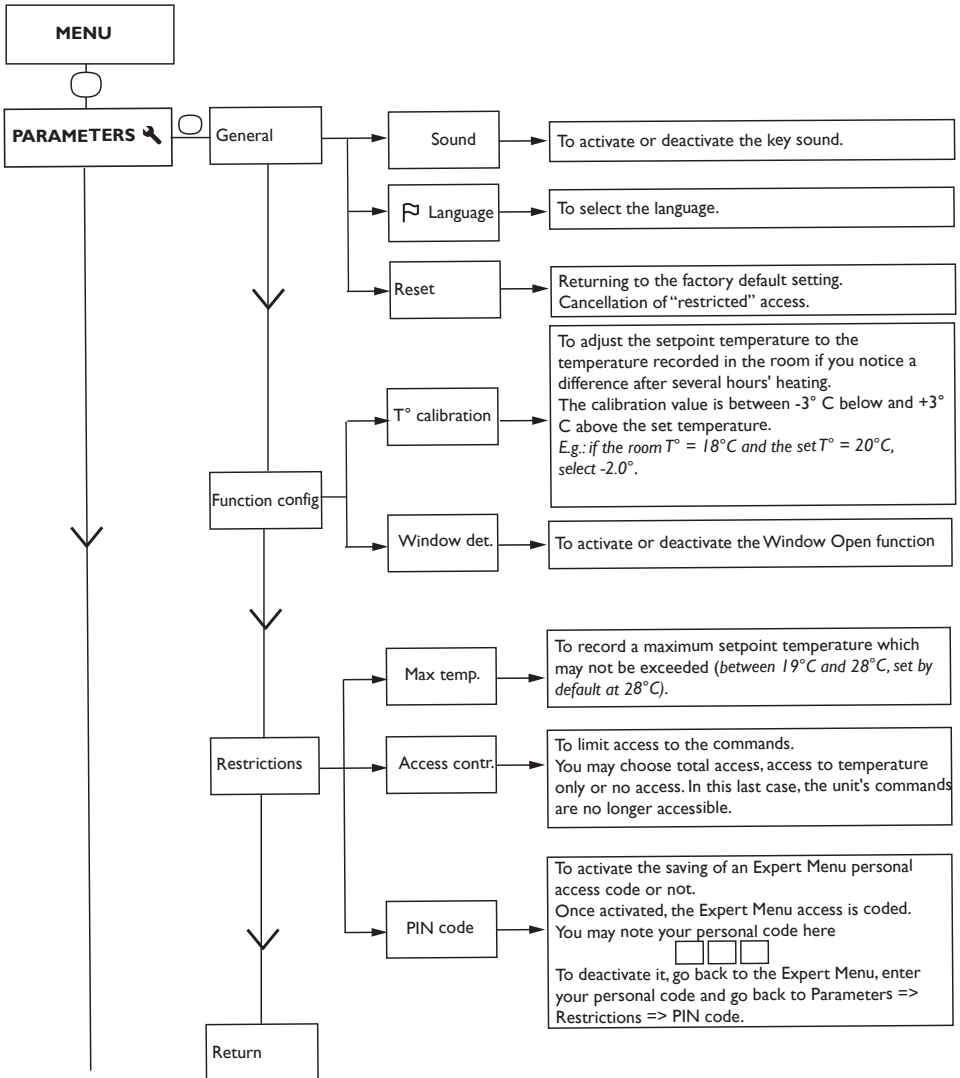 MENU
PARAMETERS
General
Sound
To activate or deactivate the key sound.
Language
To select the language.
Reset
Returning to the factory default setting.
Cancellation of “restricted” access.
Function config
T° calibration
To adjust the setpoint temperature to the
temperature recorded in the room if you notice a
difference after several hours' heating.
The calibration value is between -3° C below and +3°
C above the set temperature.
E.g.: if the room T° = 18°C and the set T° = 20°C,
select -2.0°.
Window det.
To activate or deactivate the Window Open function
Restrictions
Max temp.
To record a maximum setpoint temperature which
may not be exceeded (between 19°C and 28°C, set by
default at 28°C).
Access contr.
To limit access to the commands.
You may choose total access, access to temperature
only or no access. In this last case, the unit's commands
are no longer accessible.
PIN code
To activate the saving of an Expert Menu personal
access code or not.
Once activated, the Expert Menu access is coded.
You may note your personal code here
To deactivate it, go back to the Expert Menu, enter
your personal code and go back to Parameters =>
Restrictions => PIN code.
Return